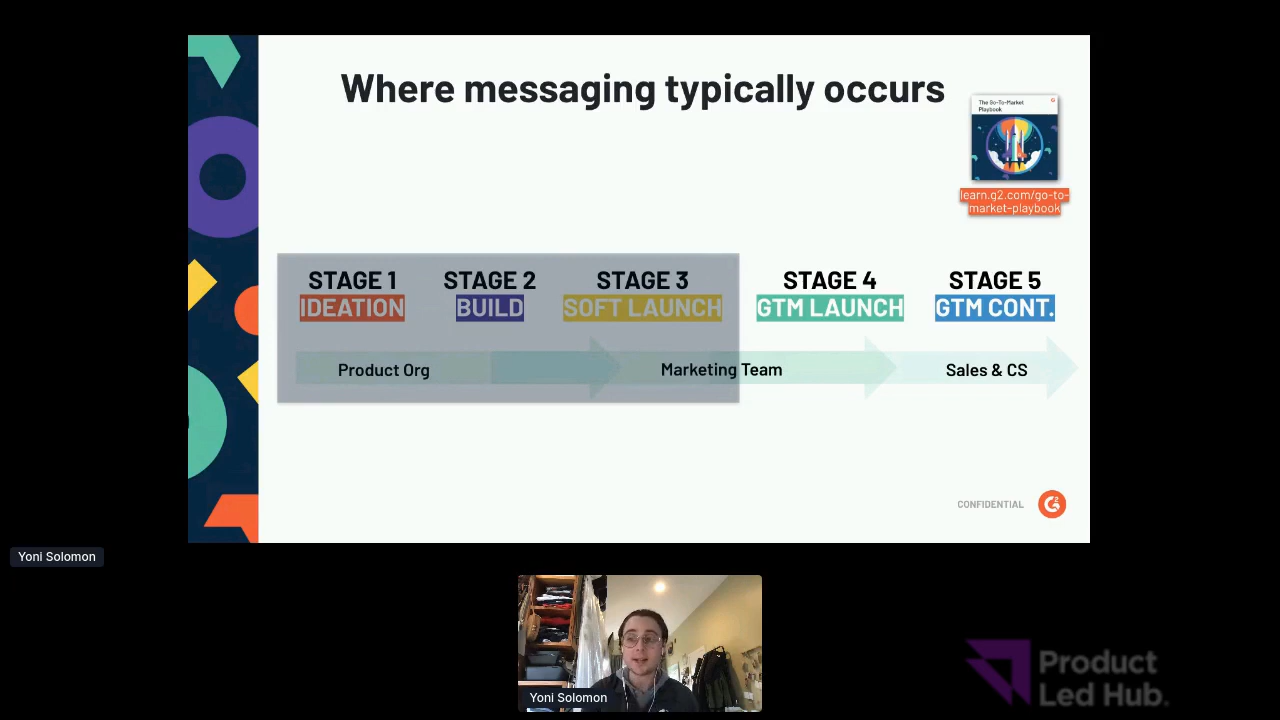 Where messaging typically occurs
The Go-To-Market
Playbook
learn.g2.com/go-to-
market-playbook
STAGE 1
IDEATION
STAGE 2
BUILD
STAGE 3
SOFT LAUNCH
STAGE 4
GTM LAUNCH
STAGE 5
GTM CONT.
Product Org
Marketing Team
Sales & CS
CONFIDENTIAL
G2
Yoni Solomon
Yoni Solomon
Product
Led Hub.